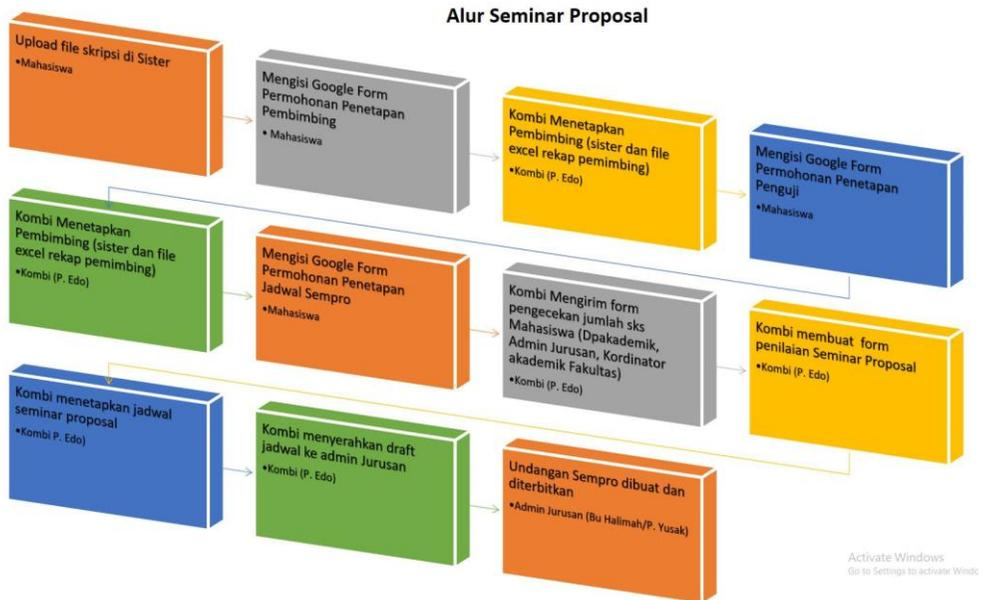 Alur Seminar Proposal
Upload file skripsi di Sister
•Mahasiswa
Mengisi Google Form
Permohonan Penetapan
Pembimbing
• Mahasiswa
Kombi Menetapkan
Pembimbing (sister dan file
excel rekap pemimbing)
•Kombi (P. Edo)
Mengisi Google Form
Permohonan Penetapan
Penguji
•Mahasiswa
Kombi Menetapkan
Pembimbing (sister dan file
excel rekap pemimbing)
•Kombi (P. Edo)
Mengisi Google Form
Permohonan Penetapan
Jadwal Sempro
•Mahasiswa
Kombi Mengirim form
pengecekan jumlah sks
Mahasiswa (Dpakademik,
Admin Jurusan, Kordinator
akademik Fakultas)
•Kombi (P. Edo)
Kombi membuat form
penilaian Seminar Proposal
•Kombi (P. Edo)
Kombi menetapkan jadwal
seminar proposal
•Kombi P. Edo)
Kombi menyerahkan draft
jadwal ke admin Jurusan
•Kombi (P. Edo)
Undangan Sempro dibuat dan
diterbitkan
•Admin Jurusan (Bu Halimah/P. Yusak)
Activate Windows
Go to Settings to activate Windc